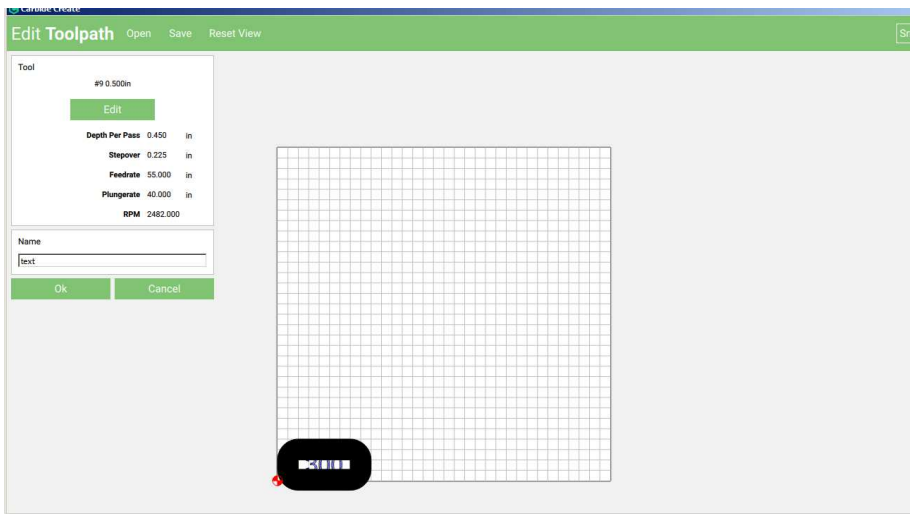 Carbide Create
Edit Toolpath Open Save Reset View
Tool
#9 0.500in
Edit
Depth Per Pass 0.450 in
Stepover 0.225 in
Feedrate 55.000 in
Plungerate 40.000 in
RPM 2482.000
Name
text
Ok Cancel
300